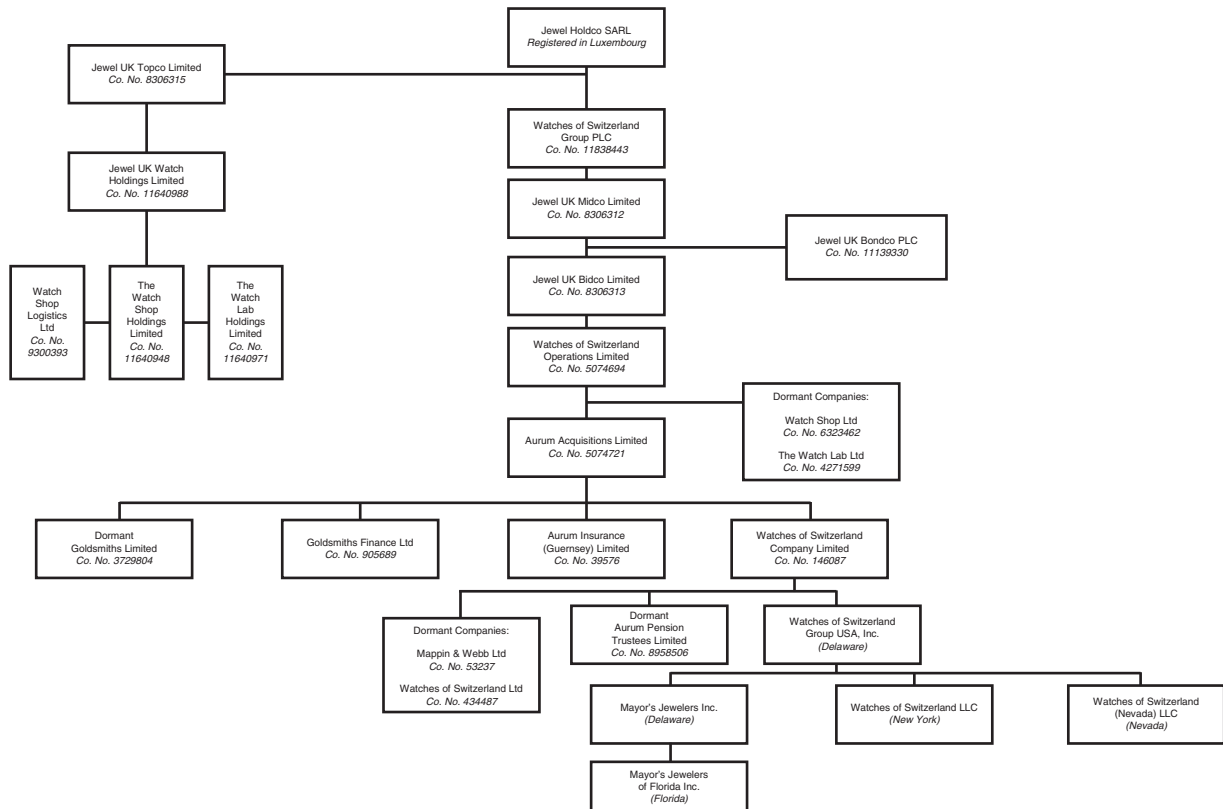 Jewel Holdco SARL
Registered in Luxembourg
Jewel UK Topco Limited
Co. No. 8306315
Watches of Switzerland
Group PLC
Co. No. 11838443
Jewel UK Watch
Holdings Limited
Co. No. 11640988
Jewel UK Midco Limited
Co. No. 8306312
Jewel UK Bondco PLC
Co. No. 11139330
Watch
Shop
Logistics
Ltd
Co. No.
9300393
The
Watch
Shop
Holdings
Limited
Co. No.
11640948
The
Watch
Lab
Holdings
Limited
Co. No.
11640971
Jewel UK Bidco Limited
Co. No. 8306313
Watches of Switzerland
Operations Limited
Co. No. 5074694
Dormant Companies:
Watch Shop Ltd
Co. No. 6323462
The Watch Lab Ltd
Co. No. 4271599
Aurum Acquisitions Limited
Co. No. 5074721
Dormant
Goldsmiths Limited
Co. No. 3729804
Goldsmiths Finance Ltd
Co. No. 905689
Aurum Insurance
(Guernsey) Limited
Co. No. 39576
Watches of Switzerland
Company Limited
Co. No. 146087
Dormant Companies:
Mappin & Webb Ltd
Co. No. 53237
Watches of Switzerland Ltd
Co. No. 434487
Dormant
Aurum Pension
Trustees Limited
Co. No. 8958506
Watches of Switzerland
Group USA, Inc.
(Delaware)
Mayor's Jewelers Inc.
(Delaware)
Watches of Switzerland LLC
(New York)
Watches of Switzerland
(Nevada) LLC
(Nevada)
Mayor's Jewelers
of Florida Inc.
(Florida)